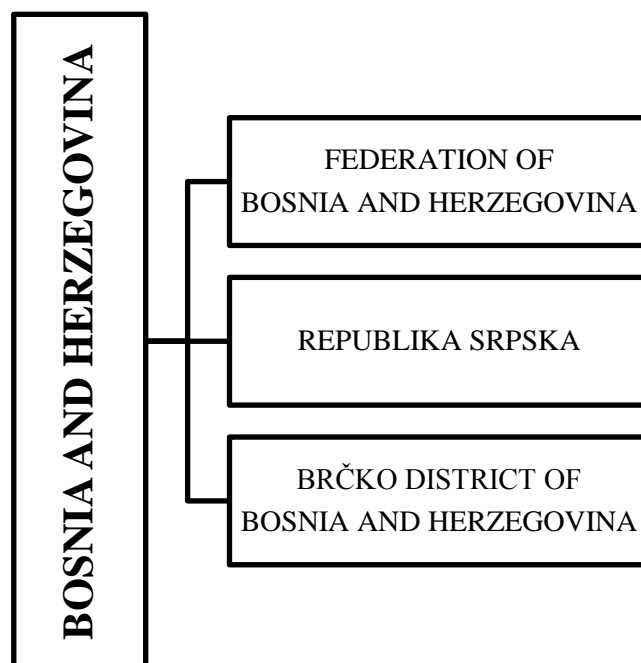 BOSNIA AND HERZEGOVINA
FEDERATION OF
BOSNIA AND HERZEGOVINA
REPUBLIKA SRPSKA
BRČKO DISTRICT OF
BOSNIA AND HERZEGOVINA